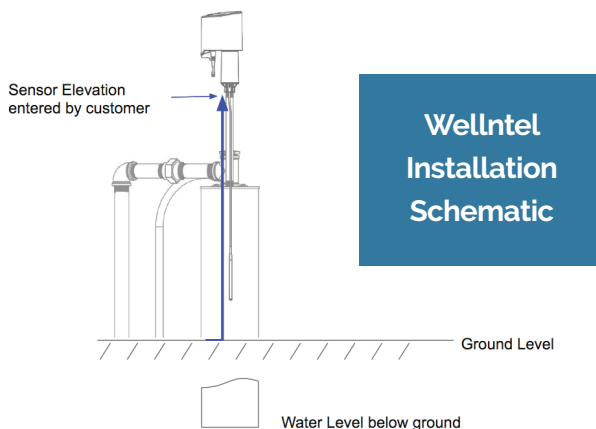 Sensor Elevation
entered by customer
Wellntel
Installation
Schematic
Ground Level
Water Level below ground